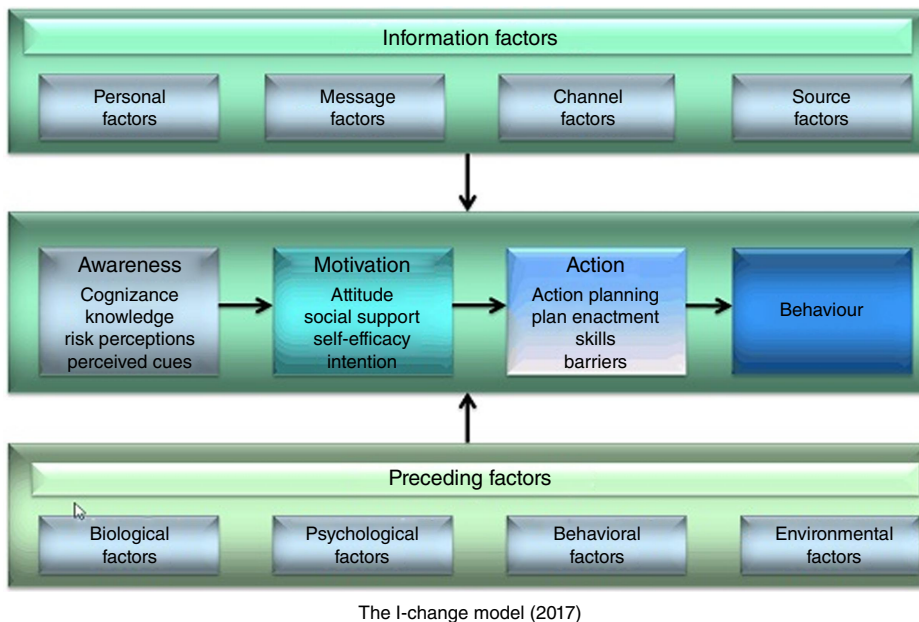 Information factors
Personal
factors
Message
factors
Channel
factors
Source
factors
Awareness
Cognizance
knowledge
risk perceptions
perceived cues
Motivation
Attitude
social support
self-efficacy
intention
Action
Action planning
plan enactment
skills
barriers
Behaviour
Preceding factors
Biological
factors
Psychological
factors
Behavioral
factors
Environmental
factors
The I-change model (2017)